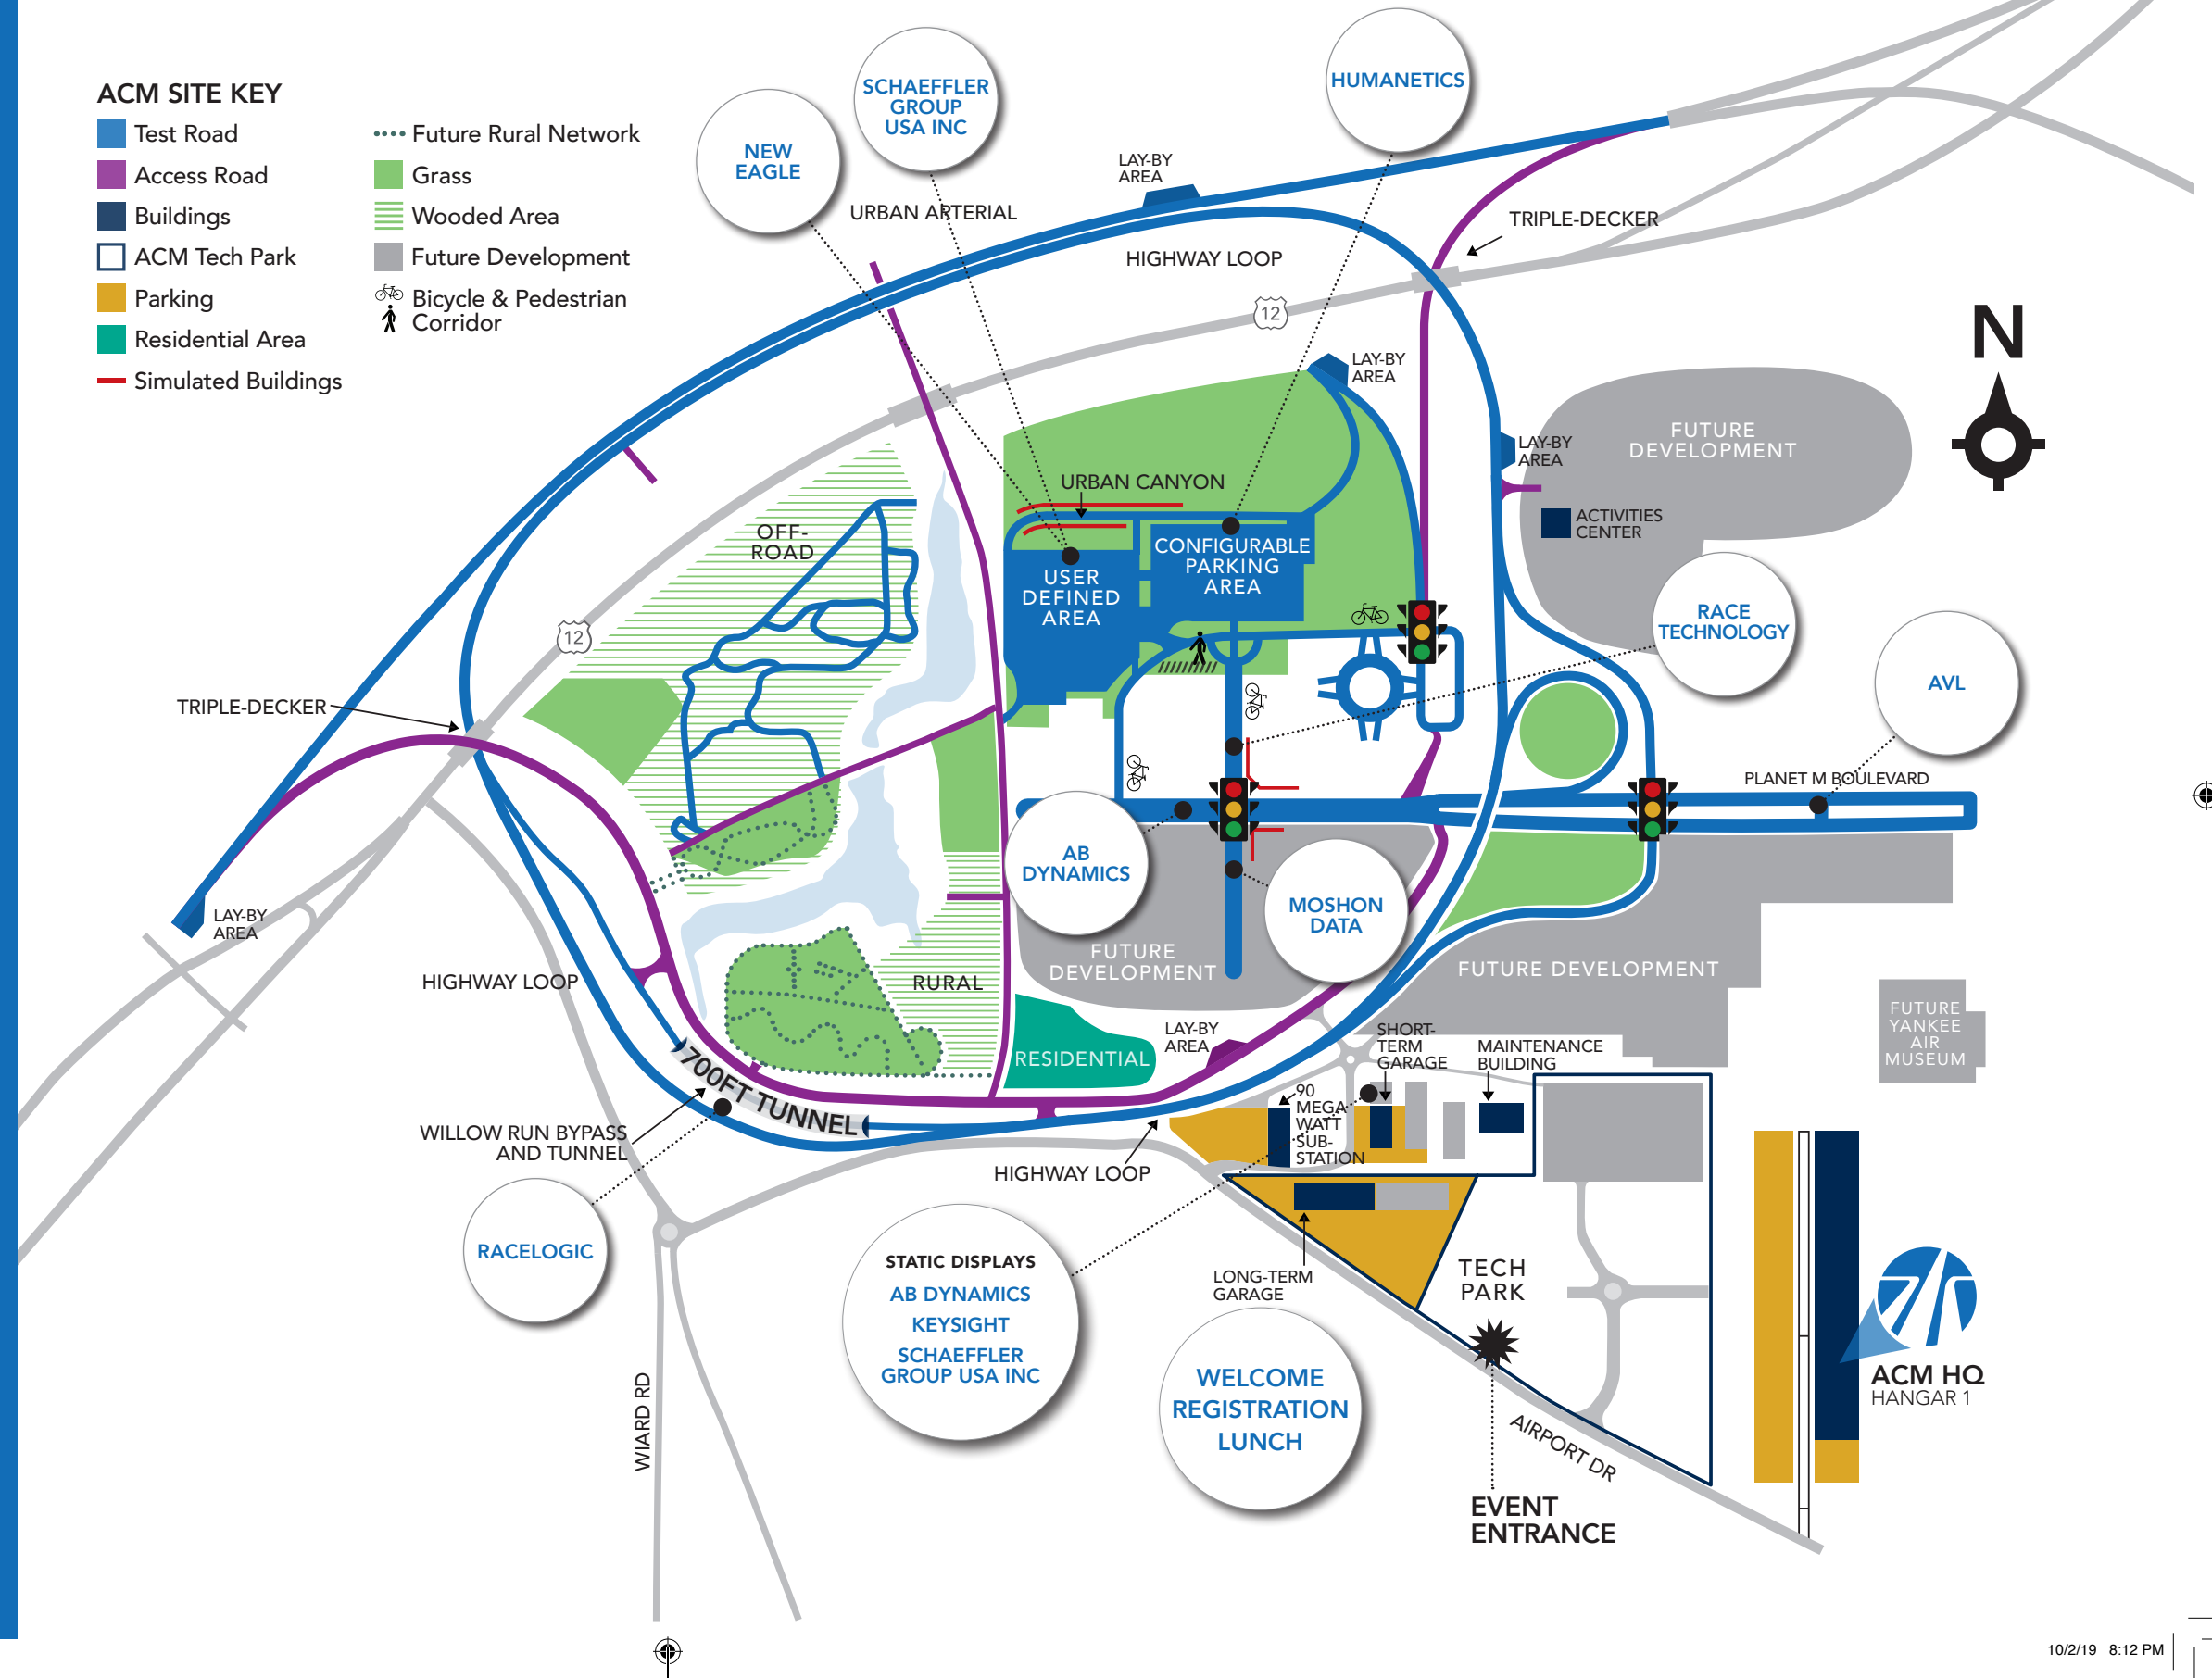 ACM SITE KEY
Test Road
Access Road
Buildings
ACM Tech Park
Parking
Residential Area
Simulated Buildings
Future Rural Network
Grass
Wooded Area
Future Development
Bicycle & Pedestrian
Corridor
NEW
EAGLE
SCHAEFFLER
GROUP
USA INC
HUMANETICS
LAY-BY
AREA
URBAN ARTERIAL
TRIPLE-DECKER
HIGHWAY LOOP
12
N
LAY-BY
AREA
FUTURE
DEVELOPMENT
LAY-BY
AREA
URBAN CANYON
ACTIVITIES
CENTER
OFF-
ROAD
CONFIGURABLE
PARKING
AREA
USER
DEFINED
AREA
RACE
TECHNOLOGY
12
AVL
TRIPLE-DECKER
PLANET M BOULEVARD
AB
DYNAMICS
MOSHON
DATA
LAY-BY
AREA
FUTURE
DEVELOPMENT
FUTURE DEVELOPMENT
HIGHWAY LOOP
RURAL
FUTURE
YANKEE
AIR
MUSEUM
RESIDENTIAL
LAY-BY
AREA
SHORT-
TERM
GARAGE
MAINTENANCE
BUILDING
700FT TUNNEL
90
MEGA
WATT
SUB-
STATION
WILLOW RUN BYPASS
AND TUNNEL
HIGHWAY LOOP
RACELOGIC
STATIC DISPLAYS
AB DYNAMICS
KEYSIGHT
SCHAEFFLER
GROUP USA INC
LONG-TERM
GARAGE
TECH
PARK
WELCOME
REGISTRATION
LUNCH
ACM HQ
HANGAR 1
WIARD RD
AIRPORT DR
EVENT
ENTRANCE
10/2/19 8:12 PM